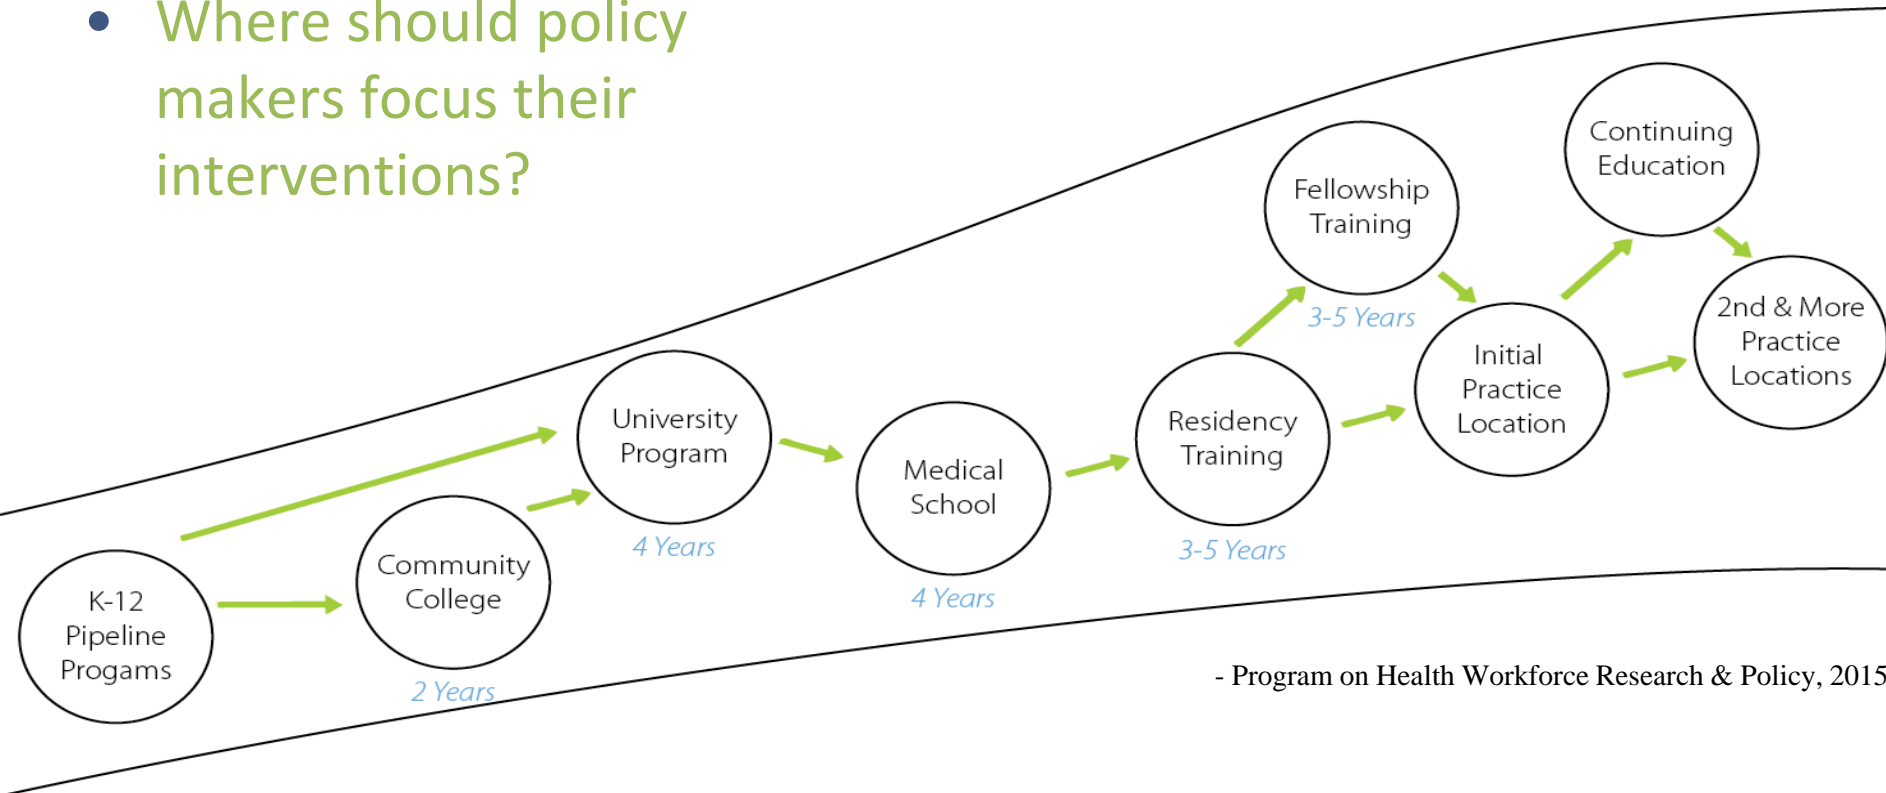 • Where should policy
makers focus their
interventions?
K-12
Pipeline
Progams
Community
College
2 Years
University
Program
4 Years
Medical
School
4 Years
Residency
Training
3-5 Years
Fellowship
Training
3-5 Years
Initial
Practice
Location
Continuing
Education
2nd & More
Practice
Locations
- Program on Health Workforce Research & Policy, 2015